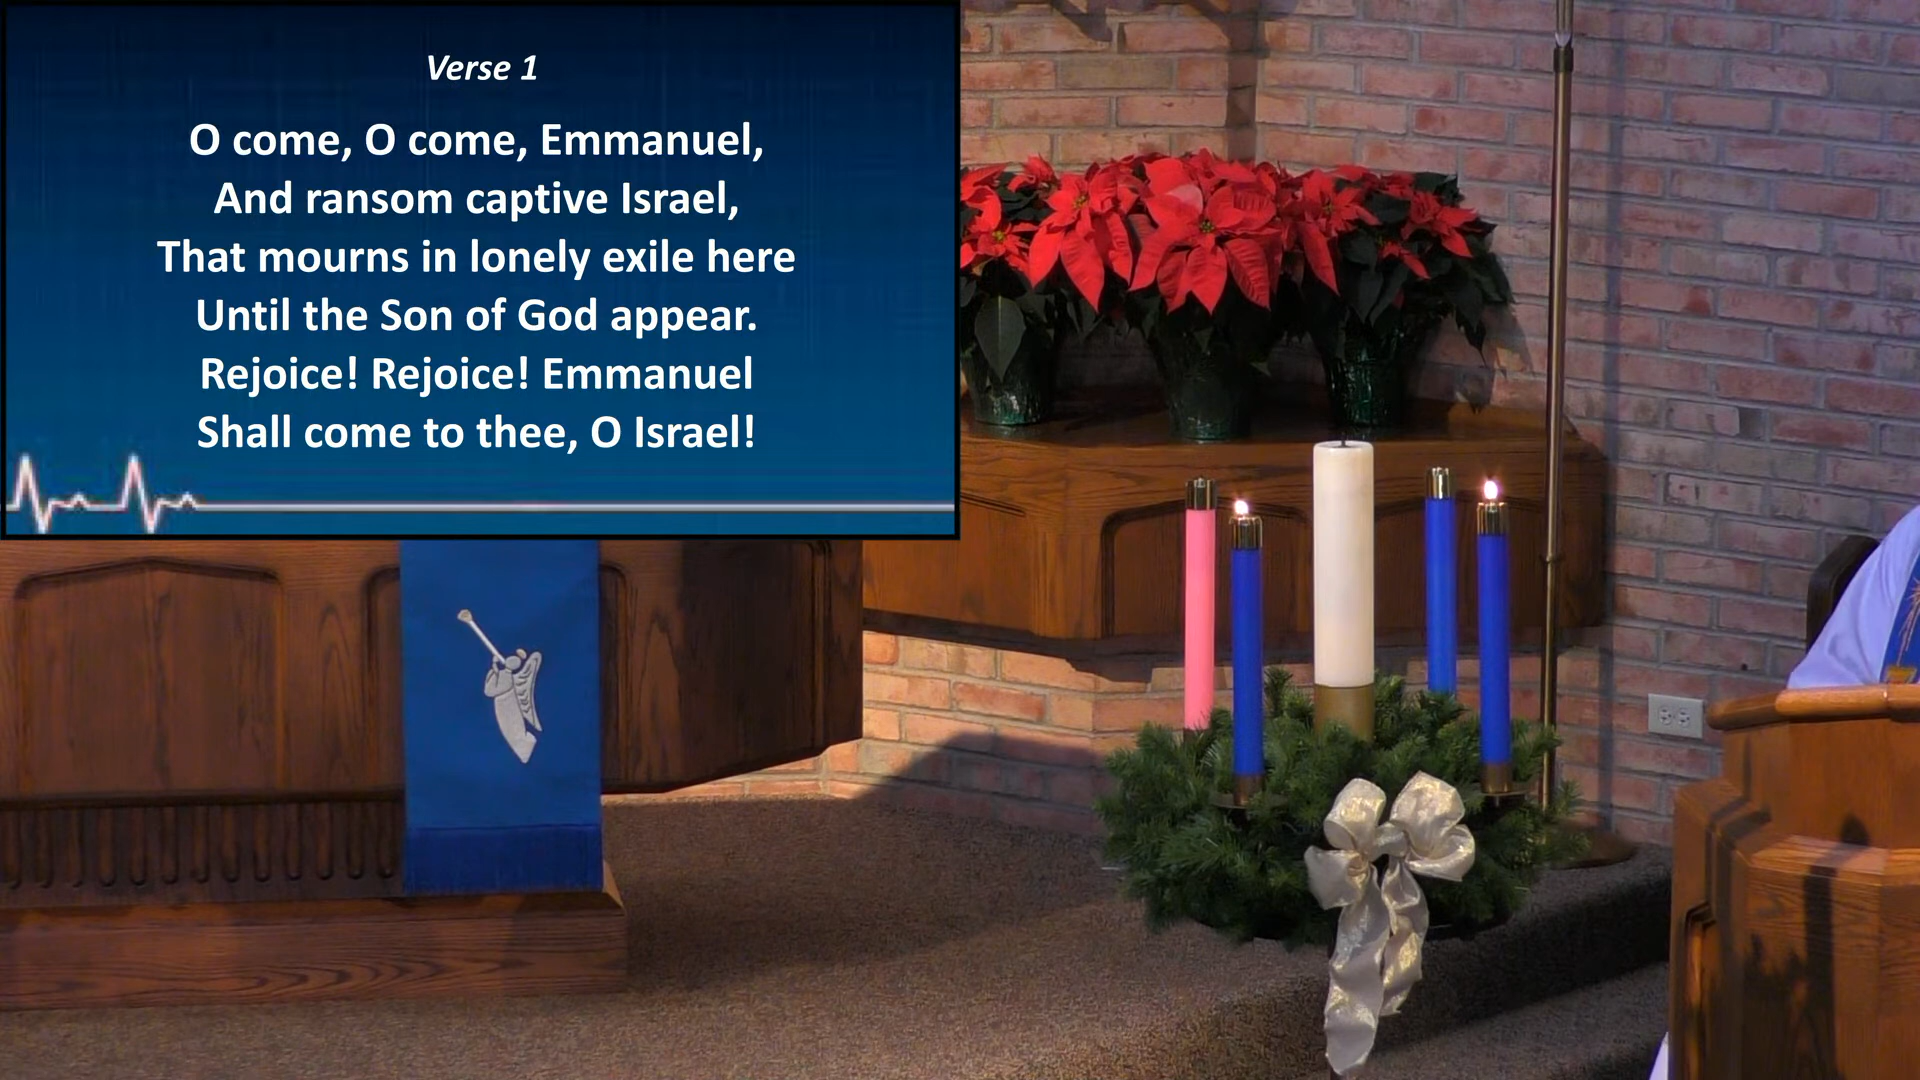 Verse 1
O come, O come, Emmanuel,
And ransom captive Israel,
That mourns in lonely exile here
Until the Son of God appear.
Rejoice! Rejoice! Emmanuel
Shall come to thee, O Israel!